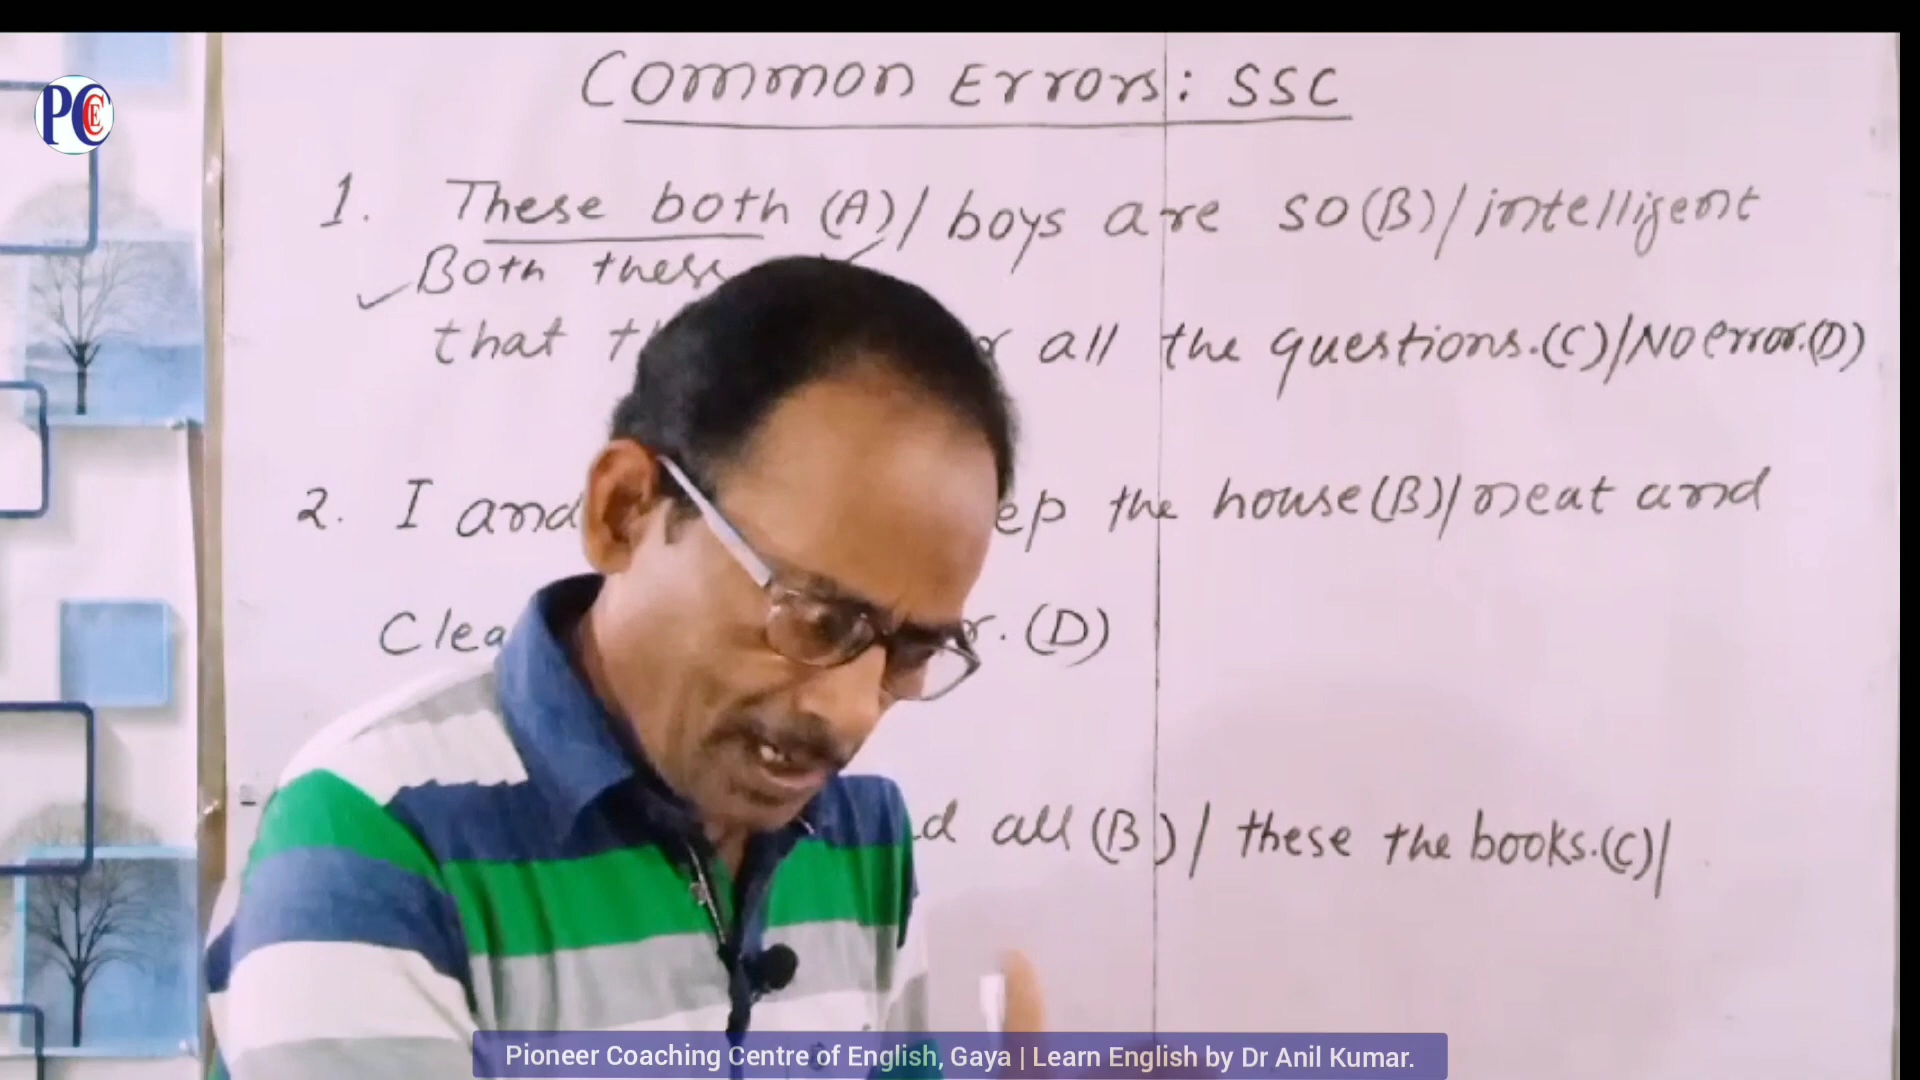 PCCE
Common Errors: SSC
1. These both (A)/ boys are so (B)/ intelligent
Both these
that all the questions.(C)/ No error.(D)
2. I and the house (B)/ neat and
(D)
all (B)/ these the books.(C)/
Pioneer Coaching Centre of English, Gaya | Learn English by Dr Anil Kumar.